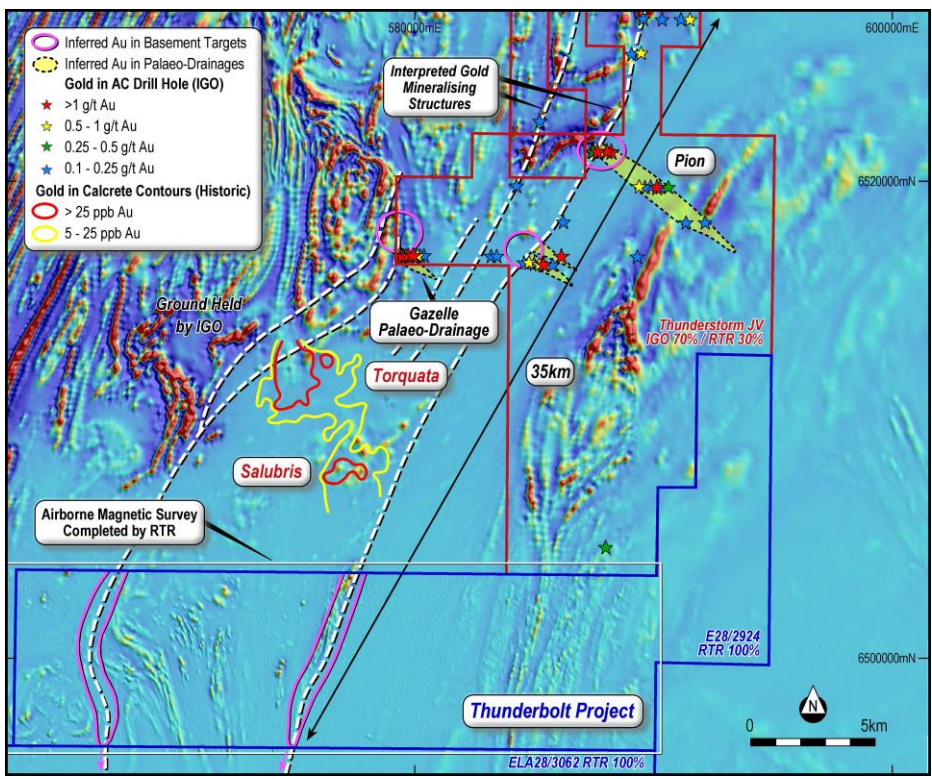 580000mE
600000mE
Inferred Au in Basement Targets
Inferred Au in Palaeo-Drainages
Gold in AC Drill Hole (IGO)
>1 g/t Au
0.5 - 1 g/t Au
0.25 - 0.5 g/t Au
0.1 - 0.25 g/t Au
Gold in Calcrete Contours (Historic)
> 25 ppb Au
5 - 25 ppb Au
Interpreted Gold
Mineralising
Structures
Pion
6520000mN
Ground Held
by IGO
Gazelle
Palaeo-Drainage
Thunderstorm JV
IGO 70% / RTR 30%
Torquata
35km
Salubris
Airborne Magnetic Survey
Completed by RTR
E28/2924
RTR 100%
6500000mN
Thunderbolt Project
N
0
5km
ELA28/3062 RTR 100%